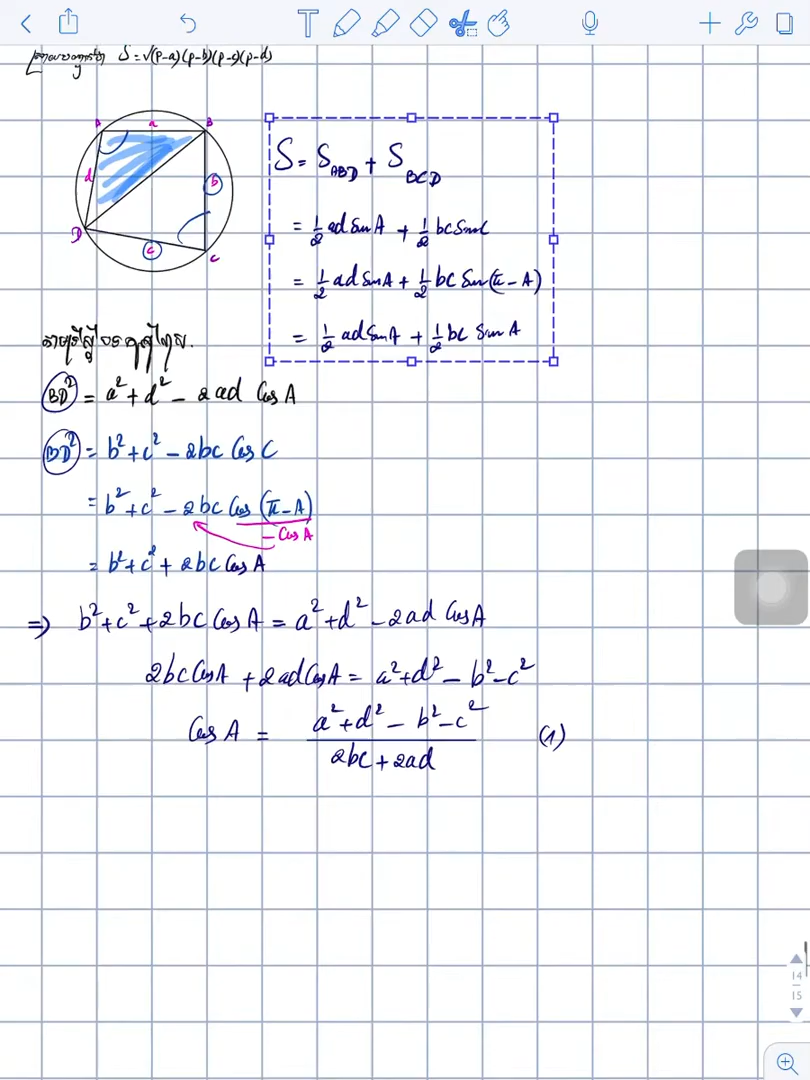 S = √(p-a)(p-b)(p-c)(p-d)
A a B
d b
D c C
S = S_ABD + S_BCD
= 1/2 ad sin A + 1/2 bc sin C
= 1/2 ad sin A + 1/2 bc sin (π - A)
= 1/2 ad sin A + 1/2 bc sin A
BD² = a² + d² - 2ad Cos A
BD² = b² + c² - 2bc Cos C
= b² + c² - 2bc Cos (π - A)
- Cos A
= b² + c² + 2bc Cos A
⇒ b² + c² + 2bc Cos A = a² + d² - 2ad Cos A
2bc Cos A + 2ad Cos A = a² + d² - b² - c²
Cos A = (a² + d² - b² - c²) / (2bc + 2ad) (1)
14
15